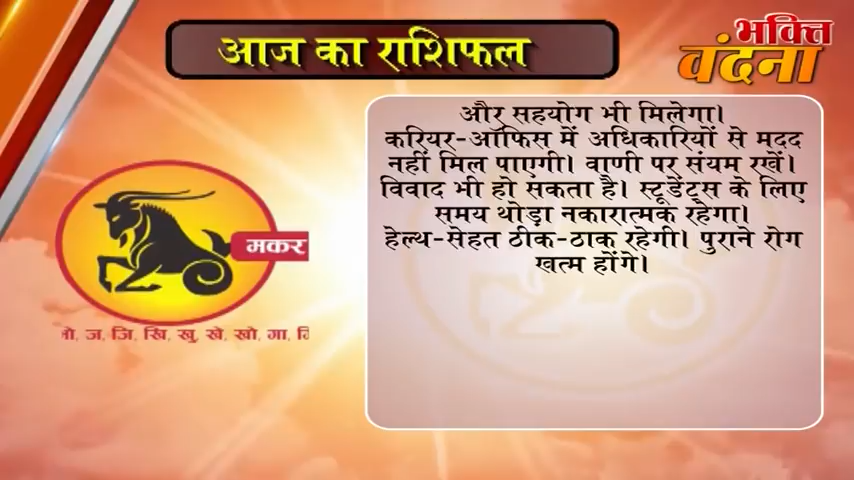 आज का राशिफल
भक्ति
वंदना
और सहयोग भी मिलेगा।
करियर-ऑफिस में अधिकारियों से मदद
नहीं मिल पाएगी। वाणी पर संयम रखें।
विवाद भी हो सकता है। स्टूडेंट्स के लिए
समय थोड़ा नकारात्मक रहेगा।
हेल्थ-सेहत ठीक-ठाक रहेगी। पुराने रोग
खत्म होंगे।
मकर
ज, जि, खि, खु, खे, खो, गा,